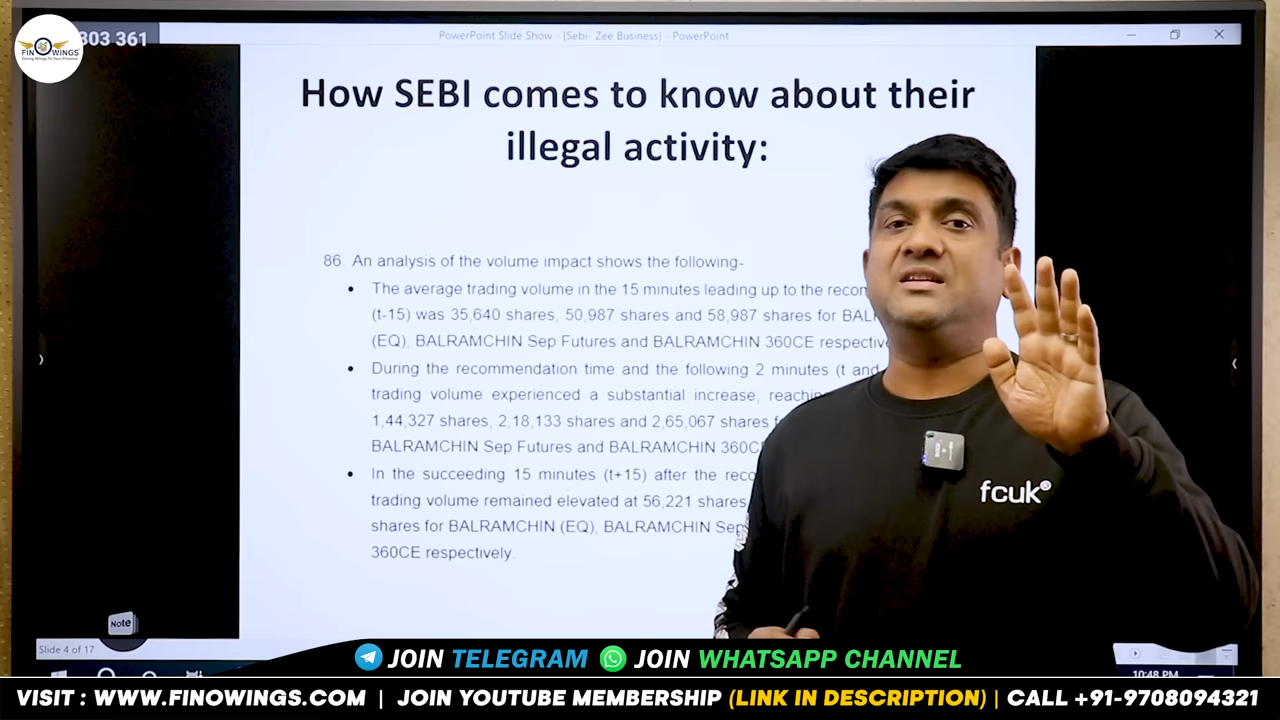 303 361
FINOWINGS
Giving Wings To Your Finance
PowerPoint Slide Show - [Sebi- Zee Business] - PowerPoint
How SEBI comes to know about their
illegal activity:
86. An analysis of the volume impact shows the following-
• The average trading volume in the 15 minutes leading up to the
(t-15) was 35,640 shares, 50,987 shares and 58,987 shares for
(EQ), BALRAMCHIN Sep Futures and BALRAMCHIN 360CE
• During the recommendation time and the following 2 minutes (t and
trading volume experienced a substantial increase,
1,44,327 shares, 2,18,133 shares and 2,65,067 shares
BALRAMCHIN Sep Futures and BALRAMCHIN
• In the succeeding 15 minutes (t+15) after the
trading volume remained elevated at 56,221 shares
shares for BALRAMCHIN (EQ), BALRAMCHIN Sep
360CE respectively.
fcuk®
Note
Slide 4 of 17
10:48 PM
JOIN TELEGRAM JOIN WHATSAPP CHANNEL
VISIT : WWW.FINOWINGS.COM | JOIN YOUTUBE MEMBERSHIP (LINK IN DESCRIPTION) | CALL +91-9708094321